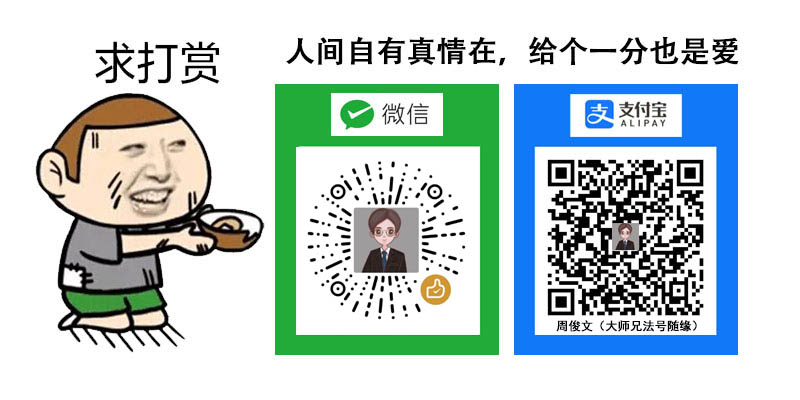 求打赏
人间自有真情在，给个一分也是爱
微信
支付宝
ALIPAY
周俊文（大师兄法号随缘）